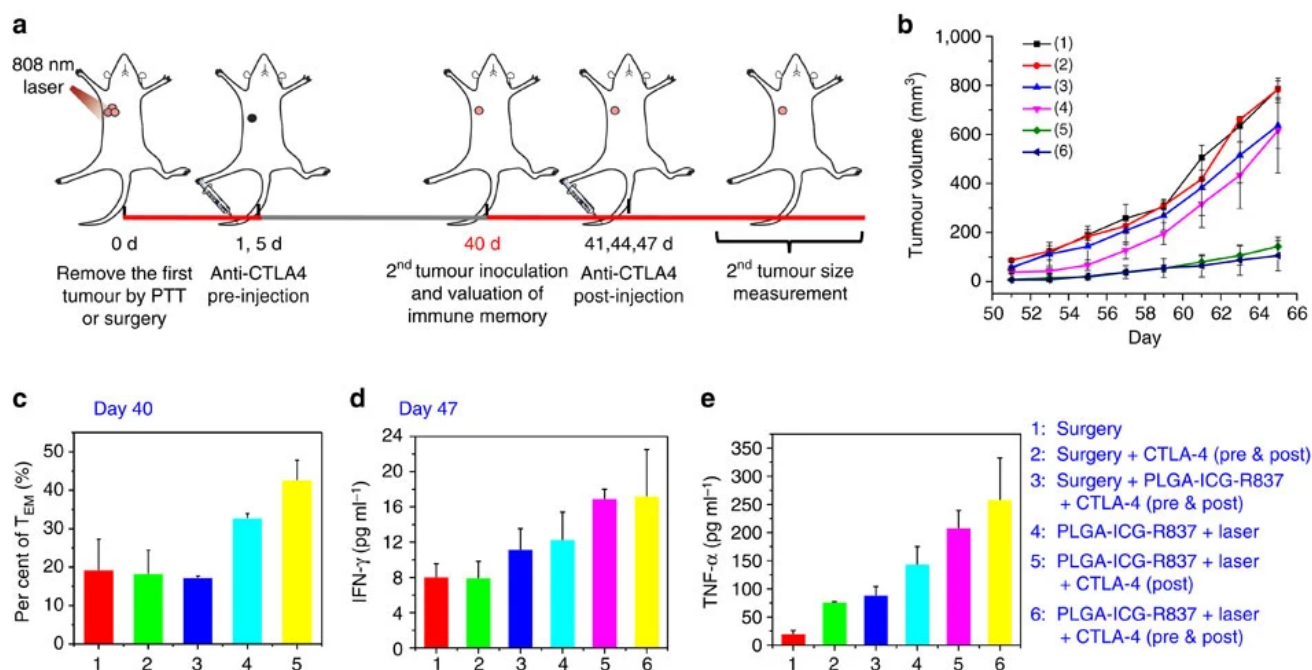 a
808 nm
laser
0 d
1, 5 d
40 d
41,44,47 d
Remove the first
tumour by PTT
or surgery
Anti-CTLA4
pre-injection
2nd tumour inoculation
and valuation of
immune memory
Anti-CTLA4
post-injection
2nd tumour size
measurement
b
1,000
800
600
400
200
0
Tumour volume (mm³)
(1)
(2)
(3)
(4)
(5)
(6)
50 52 54 56 58 60 62 64 66
Day
c
Day 40
50
40
30
20
10
0
Per cent of TEM (%)
1 2 3 4 5
d
Day 47
24
20
16
12
8
4
0
IFN-γ (pg ml⁻¹)
1 2 3 4 5 6
e
350
300
250
200
150
100
50
0
TNF-α (pg ml⁻¹)
1 2 3 4 5 6
1: Surgery
2: Surgery + CTLA-4 (pre & post)
3: Surgery + PLGA-ICG-R837
+ CTLA-4 (pre & post)
4: PLGA-ICG-R837 + laser
5: PLGA-ICG-R837 + laser
+ CTLA-4 (post)
6: PLGA-ICG-R837 + laser
+ CTLA-4 (pre & post)